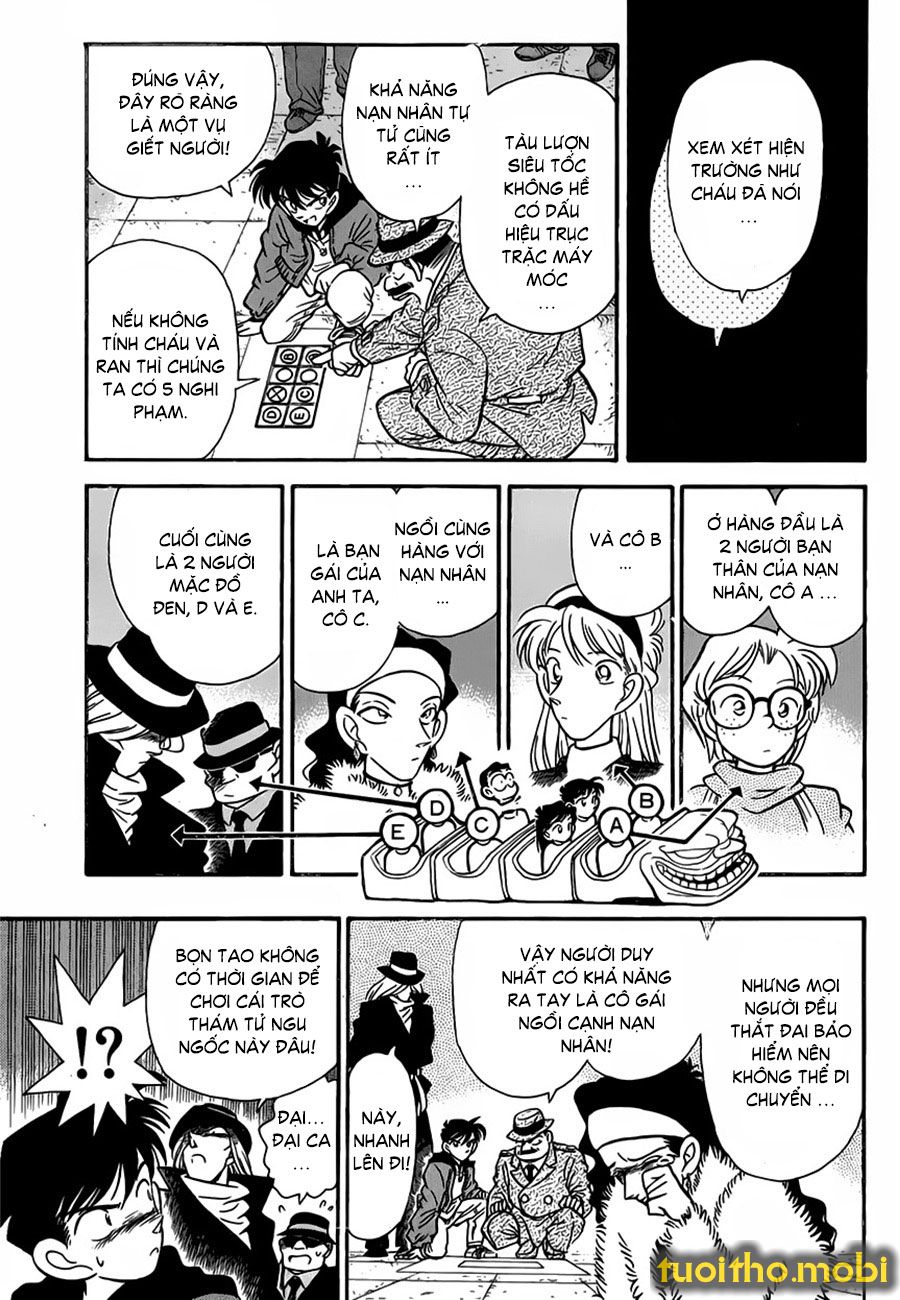 XEM XÉT HIỆN
TRƯỜNG NHƯ
CHÁU ĐÃ NÓI
...
TÀU LƯỢN
SIÊU TỐC
KHÔNG HỀ
CÓ DẤU
HIỆU TRỤC
TRẶC MÁY
MÓC
...
KHẢ NĂNG
NẠN NHÂN TỰ
TỬ CŨNG
RẤT ÍT
...
ĐÚNG VẬY,
ĐÂY RÕ RÀNG
LÀ MỘT VỤ
GIẾT NGƯỜI!
NẾU KHÔNG
TÍNH CHÁU VÀ
RAN THÌ CHÚNG
TA CÓ 5 NGHI
PHẠM.
D E
Ở HÀNG ĐẦU LÀ
2 NGƯỜI BẠN
THÂN CỦA NẠN
NHÂN, CÔ A ...
VÀ CÔ B
...
NGỒI CÙNG
HÀNG VỚI
NẠN NHÂN
...
LÀ BẠN
GÁI CỦA
ANH TA,
CÔ C.
CUỐI CÙNG
LÀ 2 NGƯỜI
MẶC ĐỒ
ĐEN, D VÀ E.
B
A
C
D
E
NHƯNG MỌI
NGƯỜI ĐỀU
THẮT ĐAI BẢO
HIỂM NÊN
KHÔNG THỂ DI
CHUYỂN ...
VẬY NGƯỜI DUY
NHẤT CÓ KHẢ NĂNG
RA TAY LÀ CÔ GÁI
NGỒI CẠNH NẠN
NHÂN!
NÀY,
NHANH
LÊN ĐI!
BỌN TAO KHÔNG
CÓ THỜI GIAN ĐỂ
CHƠI CÁI TRÒ
THÁM TỬ NGU
NGỐC NÀY ĐÂU!
ĐẠI...
ĐẠI CA
...
!?
tuoitho.mobi